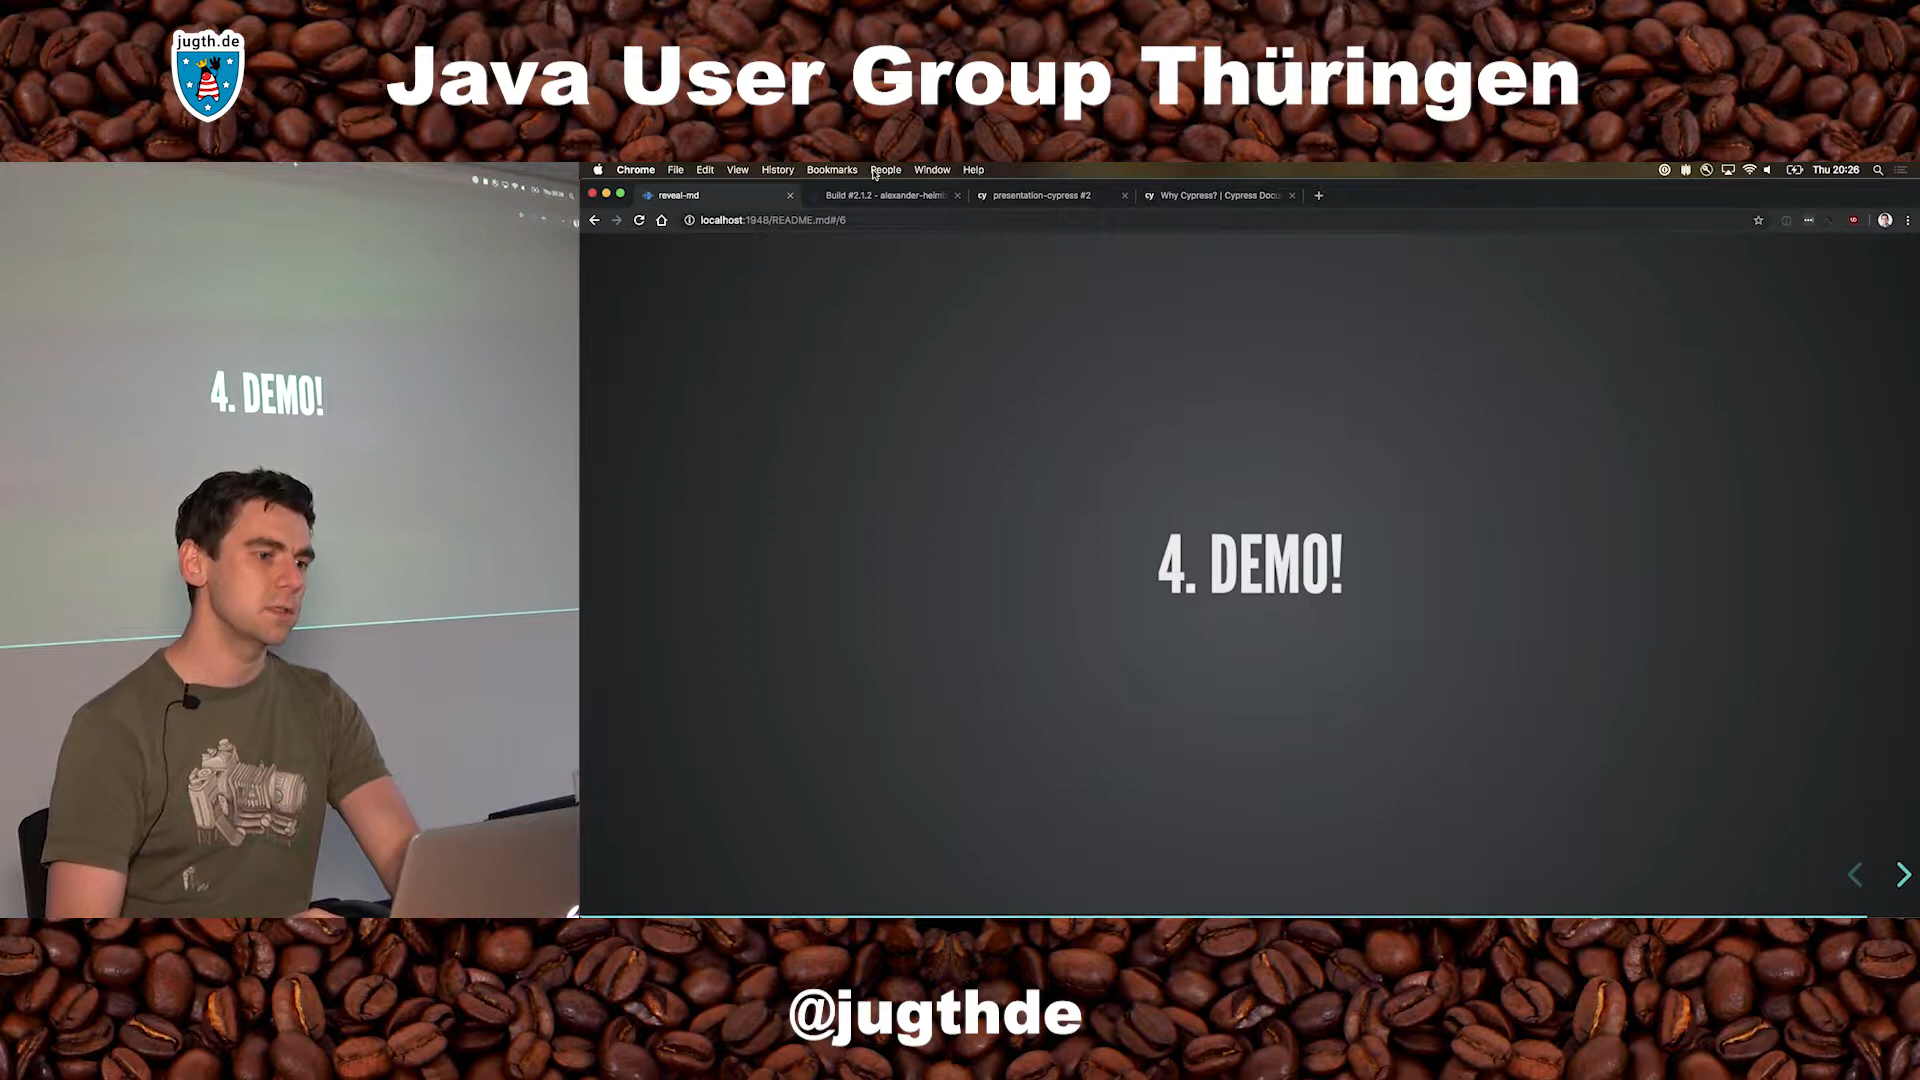 jugth.de
Java User Group Thüringen
Chrome File Edit View History Bookmarks People Window Help
Thu 20:26
reveal-md
Build #2.1.2 - alexander-heimb
presentation-cypress #2
Why Cypress? | Cypress Docu
localhost:1948/README.md#/6
4. DEMO!
4. DEMO!
@jugthde